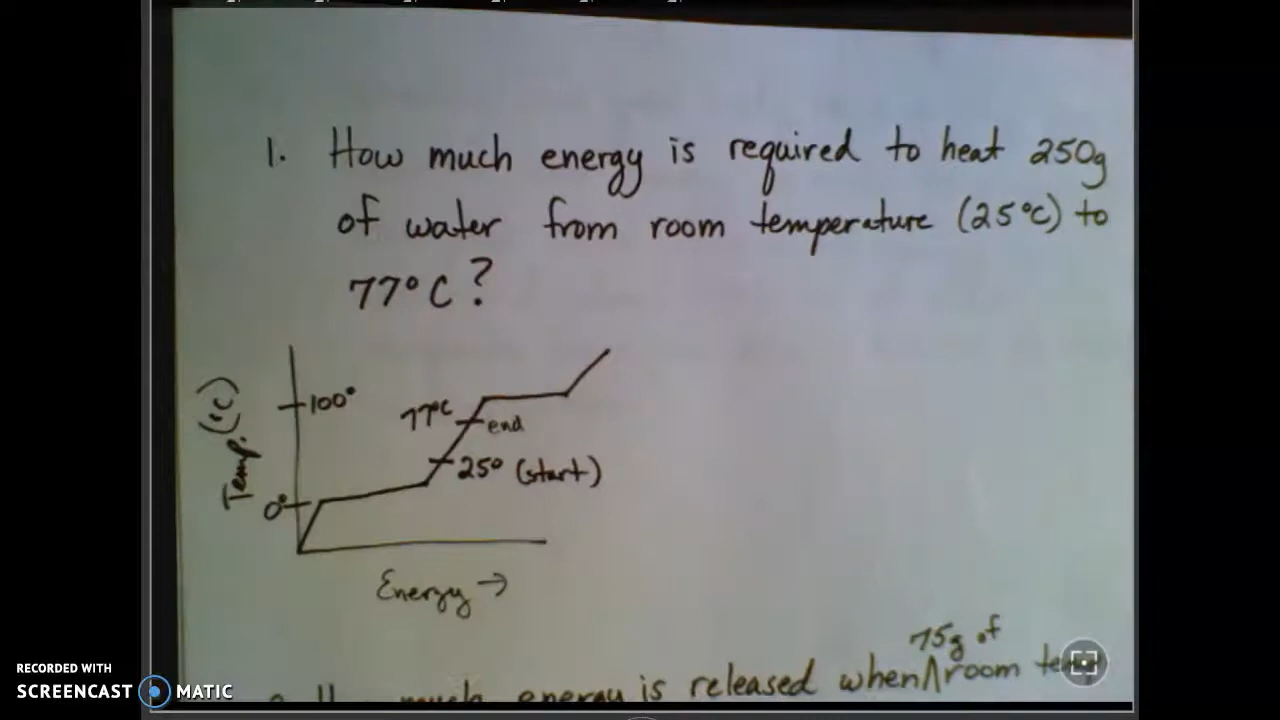 1. How much energy is required to heat 250g
of water from room temperature (25°C) to
77°C?
Temp. (°C)
100°
77°C
end
25° (start)
0°
Energy →
75g of
much energy is released when ∧ room temp
RECORDED WITH
SCREENCAST MATIC